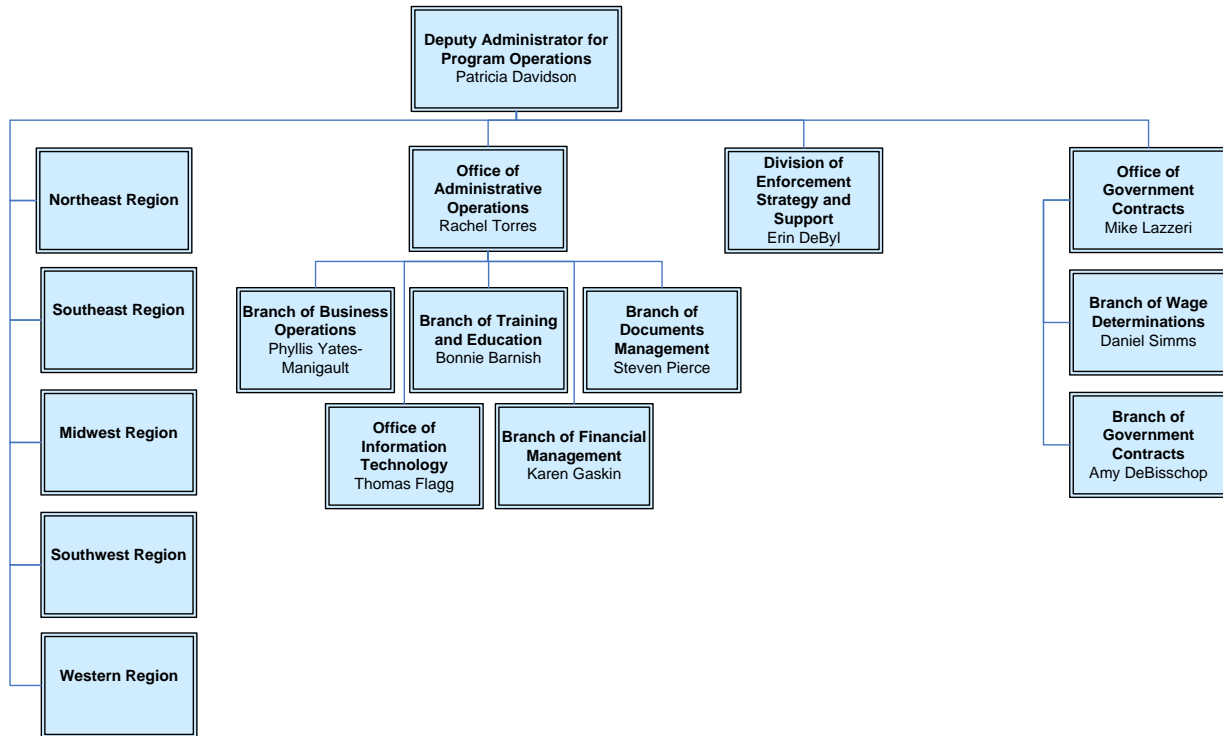 Deputy Administrator for
Program Operations
Patricia Davidson
Northeast Region
Southeast Region
Midwest Region
Southwest Region
Western Region
Office of
Administrative
Operations
Rachel Torres
Branch of Business
Operations
Phyllis Yates-
Manigault
Branch of Training
and Education
Bonnie Barnish
Branch of
Documents
Management
Steven Pierce
Office of
Information
Technology
Thomas Flagg
Branch of Financial
Management
Karen Gaskin
Division of
Enforcement
Strategy and
Support
Erin DeByl
Office of
Government
Contracts
Mike Lazzeri
Branch of Wage
Determinations
Daniel Simms
Branch of
Government
Contracts
Amy DeBisschop